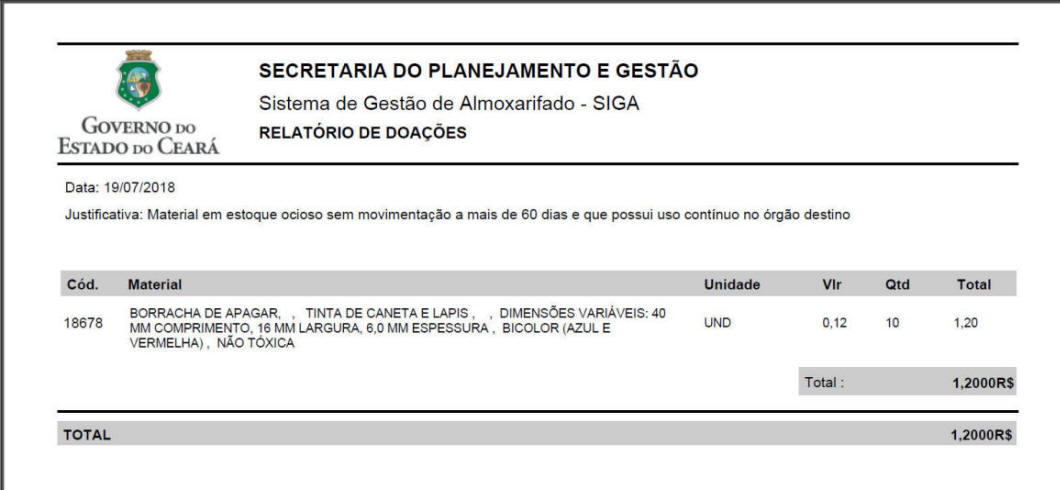 SECRETARIA DO PLANEJAMENTO E GESTÃO
Sistema de Gestão de Almoxarifado - SIGA
RELATÓRIO DE DOAÇÕES
GOVERNO DO
ESTADO DO CEARÁ
Data: 19/07/2018
Justificativa: Material em estoque ocioso sem movimentação a mais de 60 dias e que possui uso contínuo no órgão destino
Cód. Material Unidade Vlr Qtd Total
18678 BORRACHA DE APAGAR, , TINTA DE CANETA E LAPIS , , DIMENSÕES VARIÁVEIS: 40 MM COMPRIMENTO, 16 MM LARGURA, 6,0 MM ESPESSURA , BICOLOR (AZUL E VERMELHA) , NÃO TÓXICA UND 0,12 10 1,20
Total : 1,2000R$
TOTAL 1,2000R$